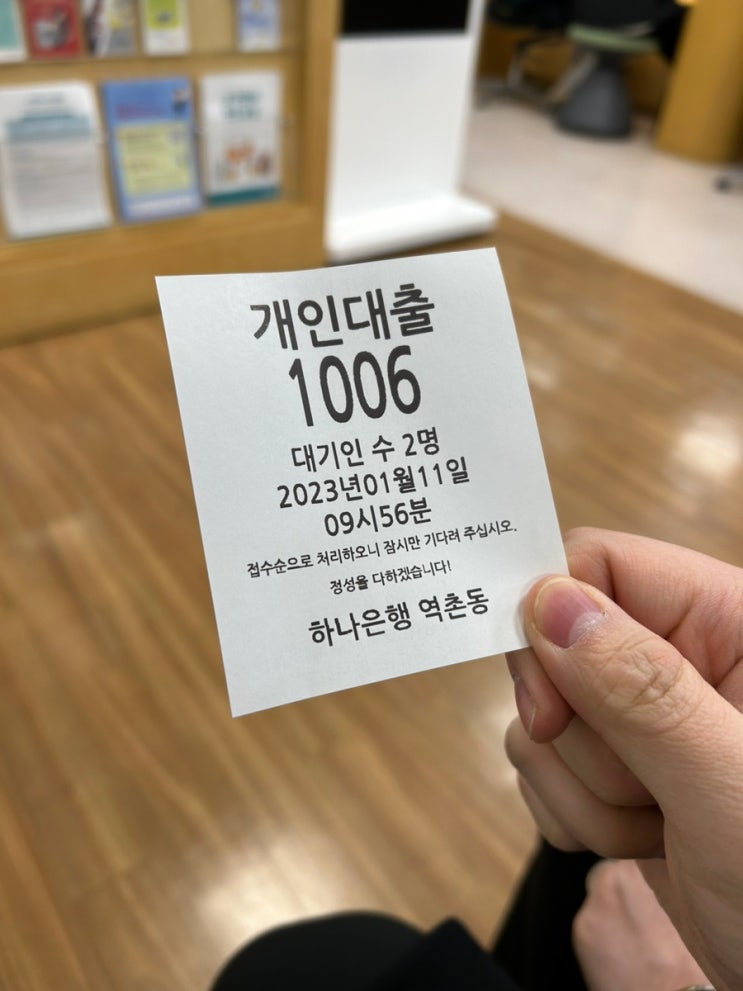 개인대출
1006
대기인 수 2명
2023년01월11일
09시56분
접수순으로 처리하오니 잠시만 기다려 주십시오.
정성을 다하겠습니다!
하나은행 역촌동